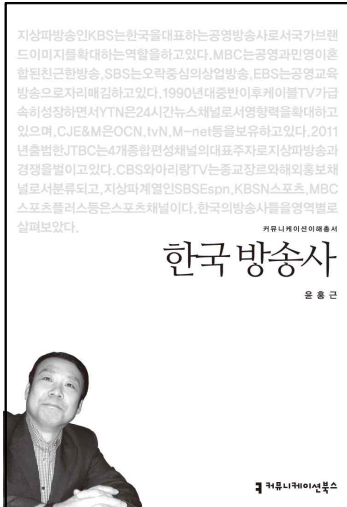 지상파방송인KBS는한국을대표하는공영방송사로서국가브랜
드이미지를확대하는역할을하고있다.MBC는공영과민영이혼
합된친근한방송,SBS는오락중심의상업방송,EBS는공영교육
방송으로자리매김하고있다.1990년대중반이후케이블TV가급
속히성장하면서YTN은24시간뉴스채널로서영향력을확대하고
있으며,CJE&M은OCN,tvN,M-net등을보유하고있다.2011
년출범한JTBC는4개종합편성채널의대표주자로지상파방송과
경쟁을벌이고있다.CBS와아리랑TV는종교장르와해외홍보채
널로서분류되고,지상파계열인SBSEspn,KBSN스포츠,MBC
스포츠플러스등은스포츠채널이다.한국의방송사들을영역별로
살펴보았다.
커뮤니케이션이해총서
한국 방송사
윤홍근
커뮤니케이션북스